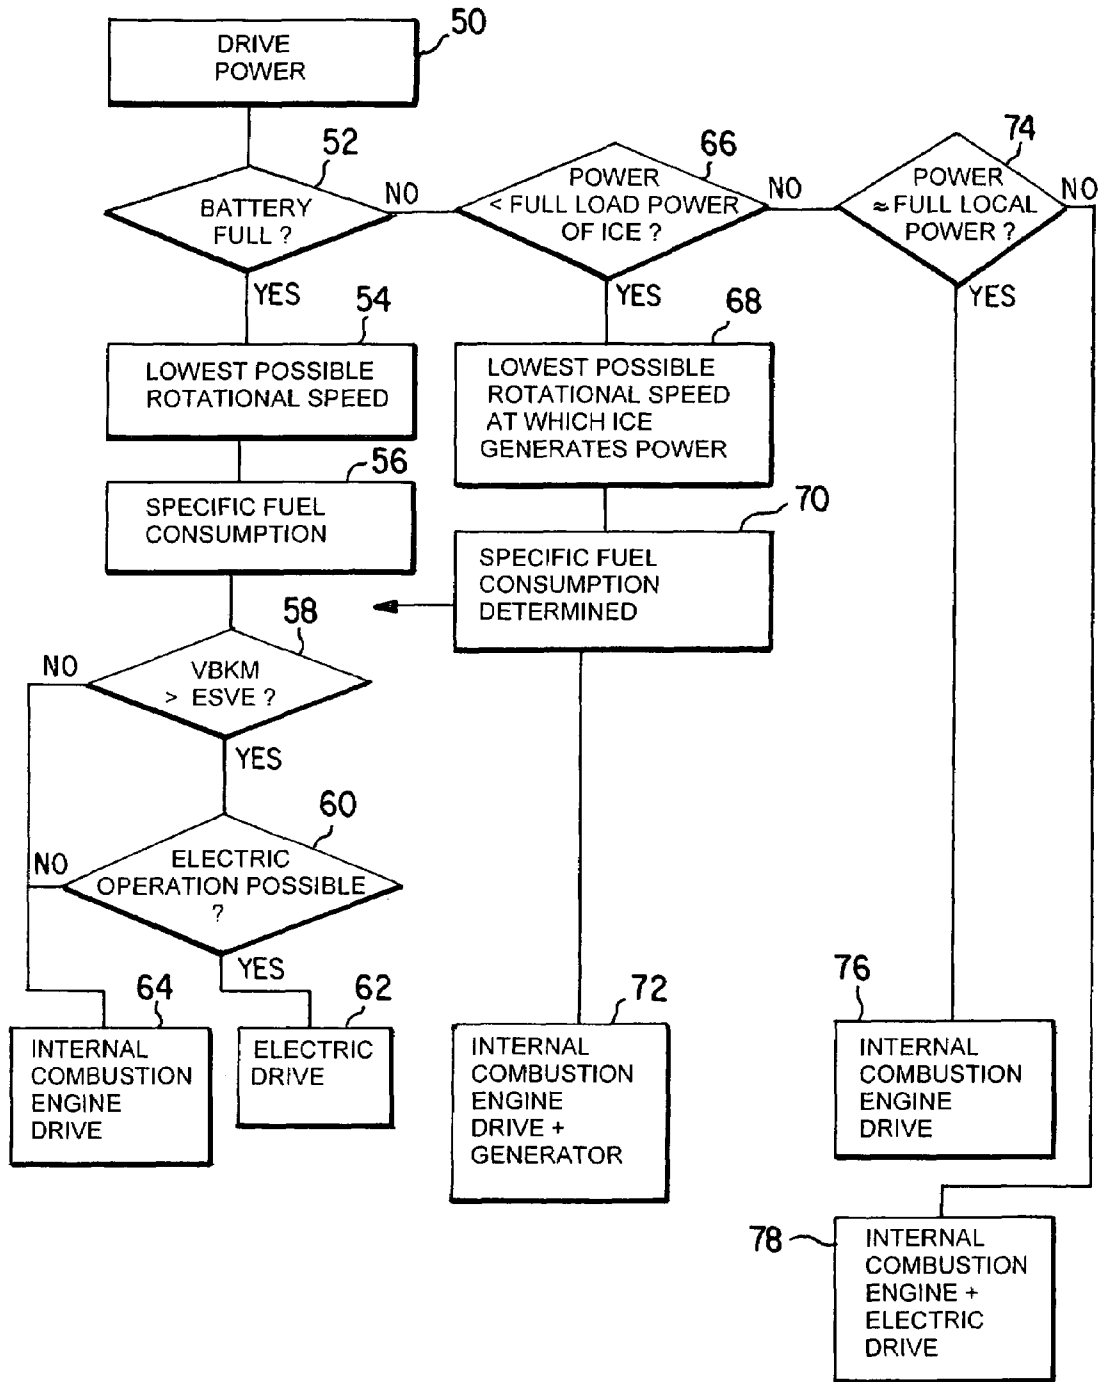 50
DRIVE
POWER
52
BATTERY
FULL ?
NO
YES
54
LOWEST POSSIBLE
ROTATIONAL SPEED
56
SPECIFIC FUEL
CONSUMPTION
58
VBKM
> ESVE ?
NO
YES
60
ELECTRIC
OPERATION POSSIBLE
?
NO
YES
64
INTERNAL
COMBUSTION
ENGINE
DRIVE
62
ELECTRIC
DRIVE
66
POWER
< FULL LOAD POWER
OF ICE ?
NO
YES
68
LOWEST POSSIBLE
ROTATIONAL SPEED
AT WHICH ICE
GENERATES POWER
70
SPECIFIC FUEL
CONSUMPTION
DETERMINED
72
INTERNAL
COMBUSTION
ENGINE
DRIVE +
GENERATOR
74
POWER
≈ FULL LOCAL
POWER ?
NO
YES
76
INTERNAL
COMBUSTION
ENGINE
DRIVE
78
INTERNAL
COMBUSTION
ENGINE +
ELECTRIC
DRIVE